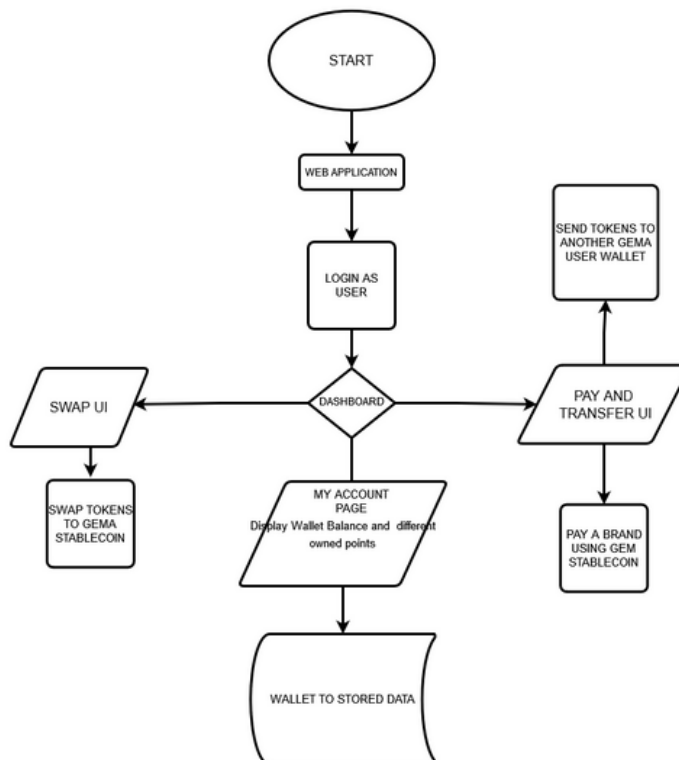 START
WEB APPLICATION
SEND TOKENS TO
ANOTHER GEMA
USER WALLET
LOGIN AS
USER
SWAP UI
DASHBOARD
PAY AND
TRANSFER UI
SWAP TOKENS
TO GEMA
STABLECOIN
MY ACCOUNT
PAGE
Display Wallet Balance and different
owned points
PAY A BRAND
USING GEM
STABLECOIN
WALLET TO STORED DATA